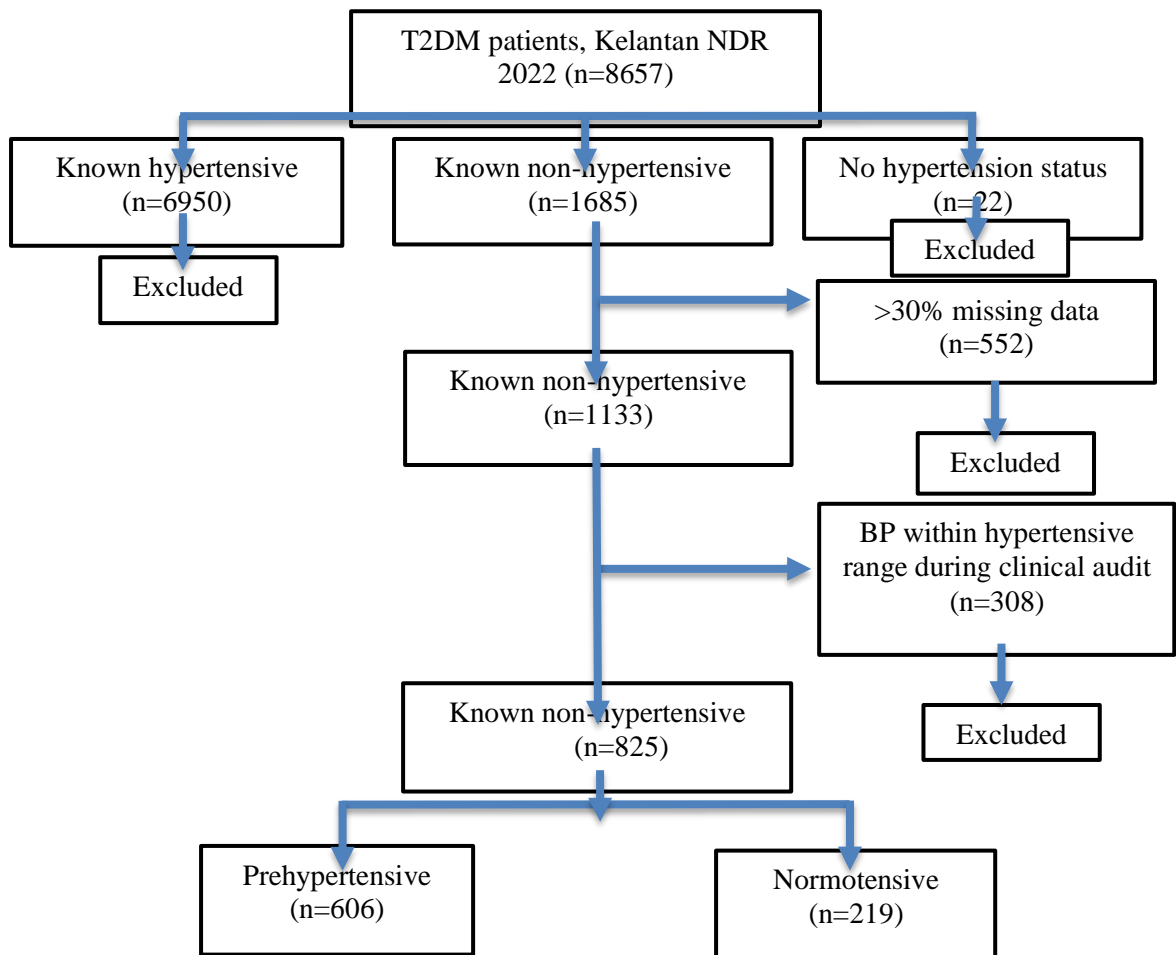 T2DM patients, Kelantan NDR
2022 (n=8657)
Known hypertensive
(n=6950)
Known non-hypertensive
(n=1685)
No hypertension status
(n=22)
Excluded
Excluded
>30% missing data
(n=552)
Known non-hypertensive
(n=1133)
Excluded
BP within hypertensive
range during clinical audit
(n=308)
Known non-hypertensive
(n=825)
Excluded
Prehypertensive
(n=606)
Normotensive
(n=219)